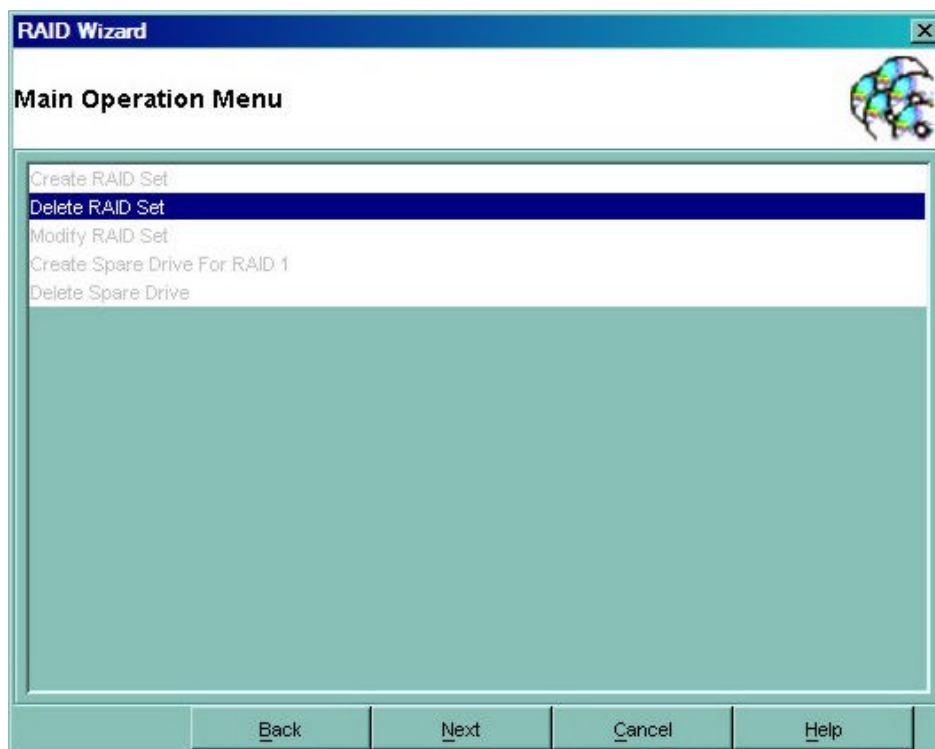 RAID Wizard
Main Operation Menu
Create RAID Set
Delete RAID Set
Modify RAID Set
Create Spare Drive For RAID 1
Delete Spare Drive
Back Next Cancel Help